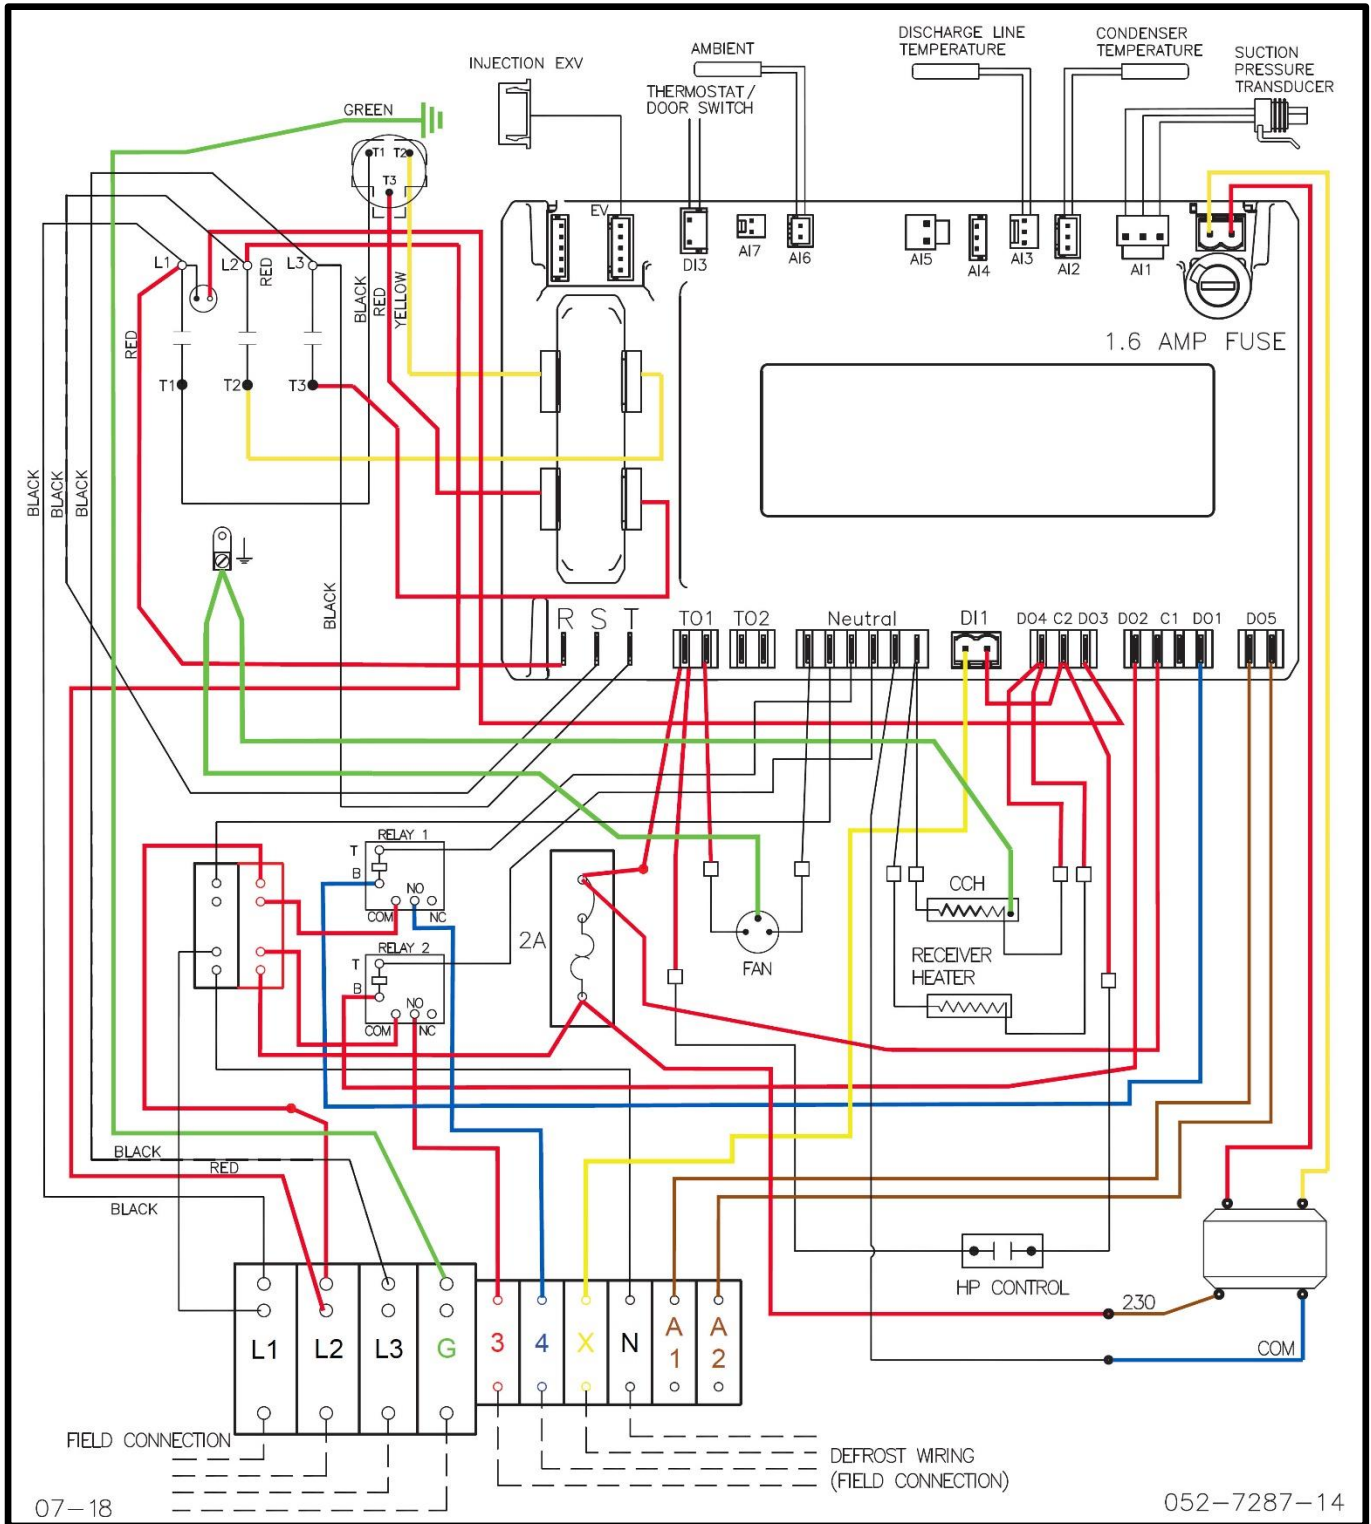 INJECTION EXV
AMBIENT
THERMOSTAT/
DOOR SWITCH
DISCHARGE LINE
TEMPERATURE
CONDENSER
TEMPERATURE
SUCTION
PRESSURE
TRANSDUCER
GREEN
T1 T2
T3
EV
DI3
AI7
AI6
AI5
AI4
AI3
AI2
AI1
L1
L2
RED
L3
BLACK
RED
YELLOW
RED
1.6 AMP FUSE
T1
T2
T3
BLACK
BLACK
BLACK
BLACK
R S T
TO1
TO2
Neutral
DI1
DO4 C2 DO3
DO2 C1 DO1
DO5
RELAY 1
T
B
NO
COM
NC
RELAY 2
T
B
NO
COM
NC
2A
FAN
CCH
RECEIVER
HEATER
BLACK
RED
BLACK
HP CONTROL
230
COM
L1
L2
L3
G
3
4
X
N
A
1
A
2
FIELD CONNECTION
DEFROST WIRING
(FIELD CONNECTION)
07-18
052-7287-14